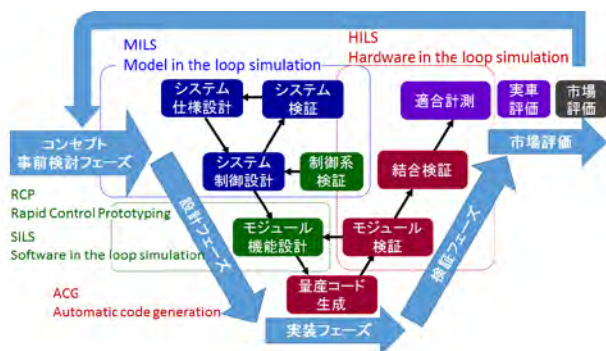 MILS
Model in the loop simulation
HILS
Hardware in the loop simulation
システム
仕様設計
システム
検証
適合計測
実車
評価
市場
評価
コンセプト
事前検討フェーズ
システム
制御設計
制御系
検証
結合検証
市場評価
RCP
Rapid Control Prototyping
SILS
Software in the loop simulation
設計フェーズ
モジュール
機能設計
モジュール
検証
検証フェーズ
ACG
Automatic code generation
量産コード
生成
実装フェーズ